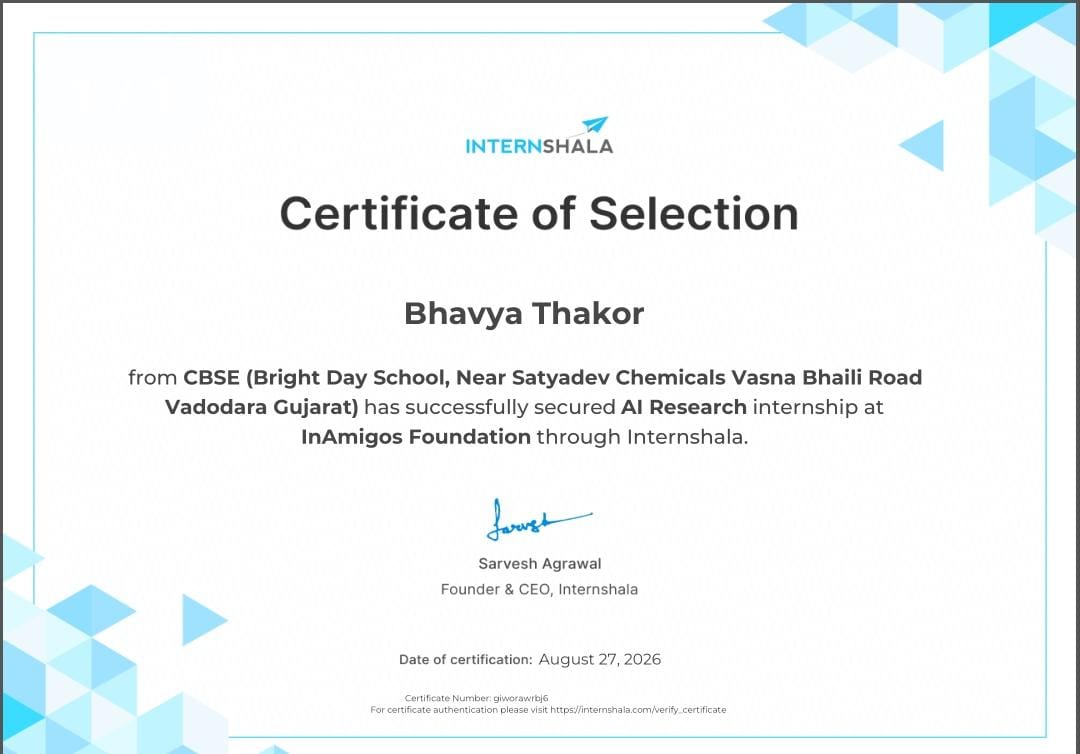 INTERNSHALA
Certificate of Selection
Bhavya Thakor
from CBSE (Bright Day School, Near Satyadev Chemicals Vasna Bhaili Road
Vadodara Gujarat) has successfully secured AI Research internship at
InAmigos Foundation through Internshala.
Sarvesh
Sarvesh Agrawal
Founder & CEO, Internshala
Date of certification: August 27, 2026
Certificate Number: giworawrbj6
For certificate authentication please visit https://internshala.com/verify_certificate